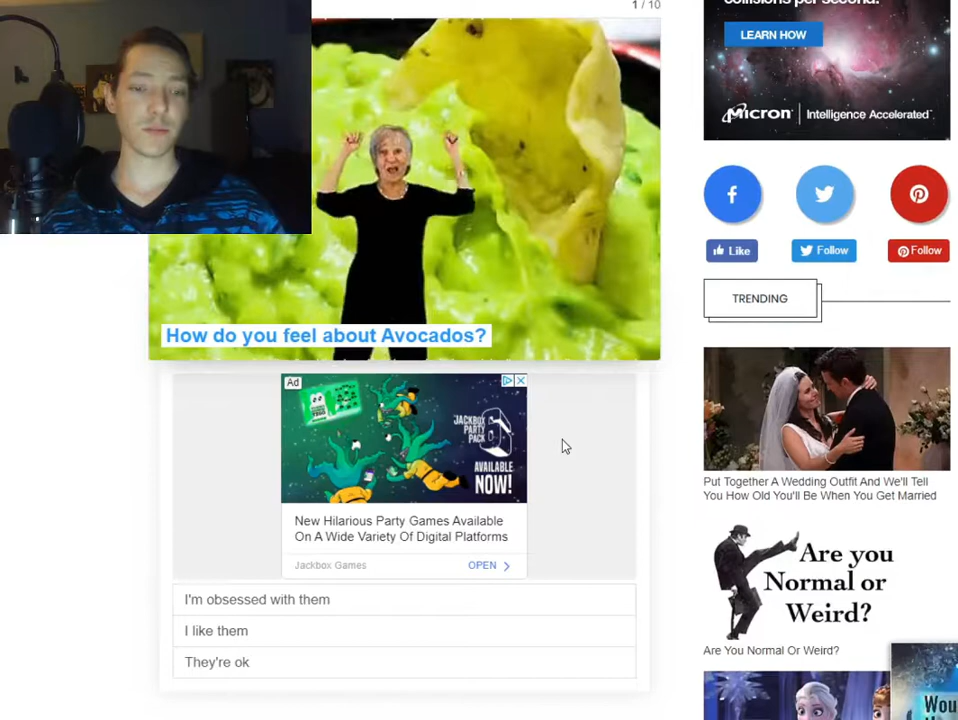 1 / 10
collisions per second.
LEARN HOW
Micron | Intelligence Accelerated™
Like
Follow
Follow
TRENDING
How do you feel about Avocados?
Ad
JACKBOX
PARTY
PACK
AVAILABLE
NOW!
New Hilarious Party Games Available
On A Wide Variety Of Digital Platforms
Jackbox Games
OPEN
I'm obsessed with them
I like them
They're ok
Put Together A Wedding Outfit And We'll Tell
You How Old You'll Be When You Get Married
Are you
Normal or
Weird?
Are You Normal Or Weird?
Wou